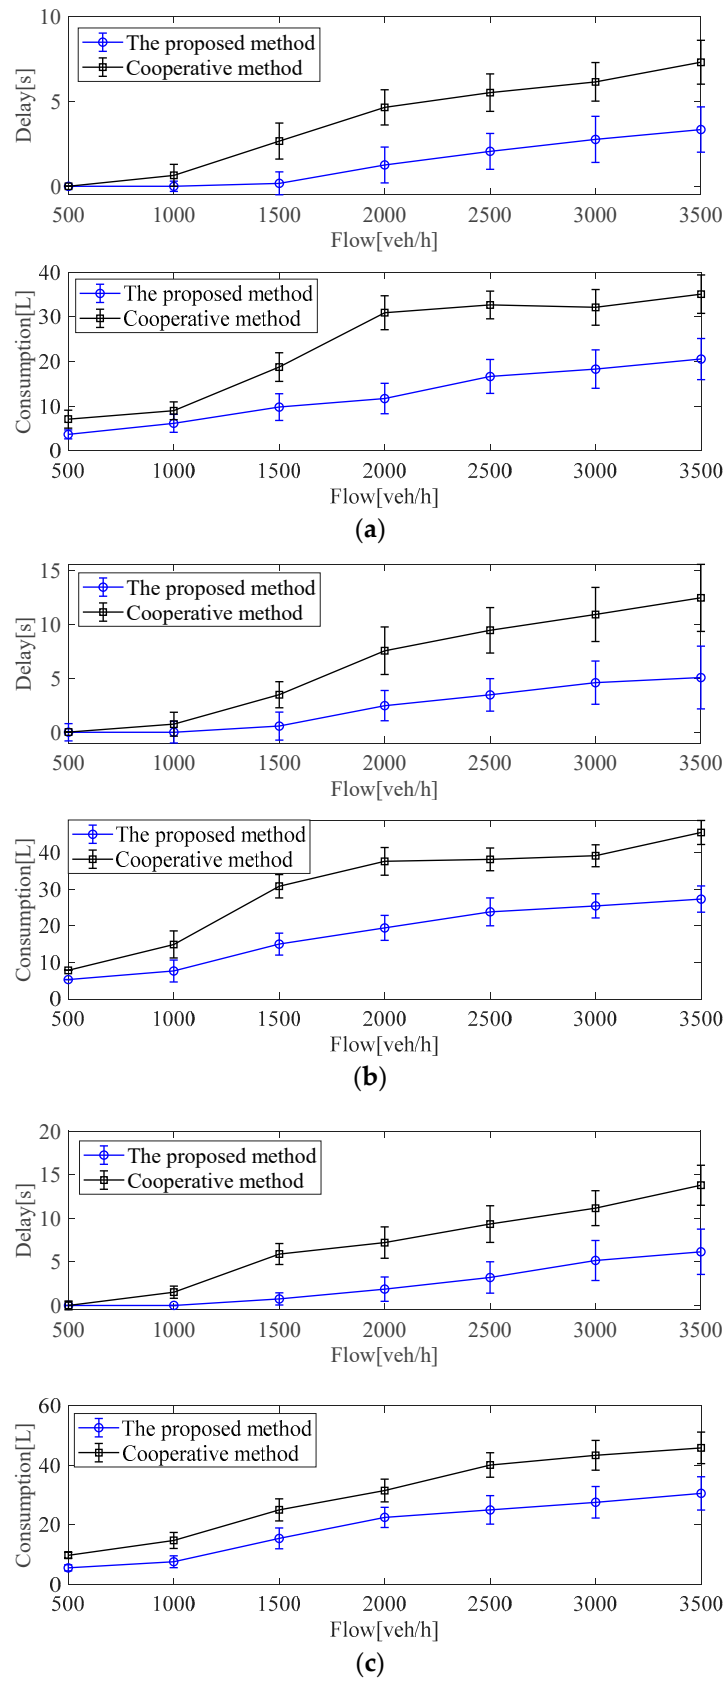 10
5
0
Delay[s]
The proposed method
Cooperative method
500 1000 1500 2000 2500 3000 3500
Flow[veh/h]
40
30
20
10
0
Consumption[L]
The proposed method
Cooperative method
500 1000 1500 2000 2500 3000 3500
Flow[veh/h]
(a)
15
10
5
0
Delay[s]
The proposed method
Cooperative method
500 1000 1500 2000 2500 3000 3500
Flow[veh/h]
40
30
20
10
0
Consumption[L]
The proposed method
Cooperative method
500 1000 1500 2000 2500 3000 3500
Flow[veh/h]
(b)
20
15
10
5
0
Delay[s]
The proposed method
Cooperative method
500 1000 1500 2000 2500 3000 3500
Flow[veh/h]
60
40
20
0
Consumption[L]
The proposed method
Cooperative method
500 1000 1500 2000 2500 3000 3500
Flow[veh/h]
(c)